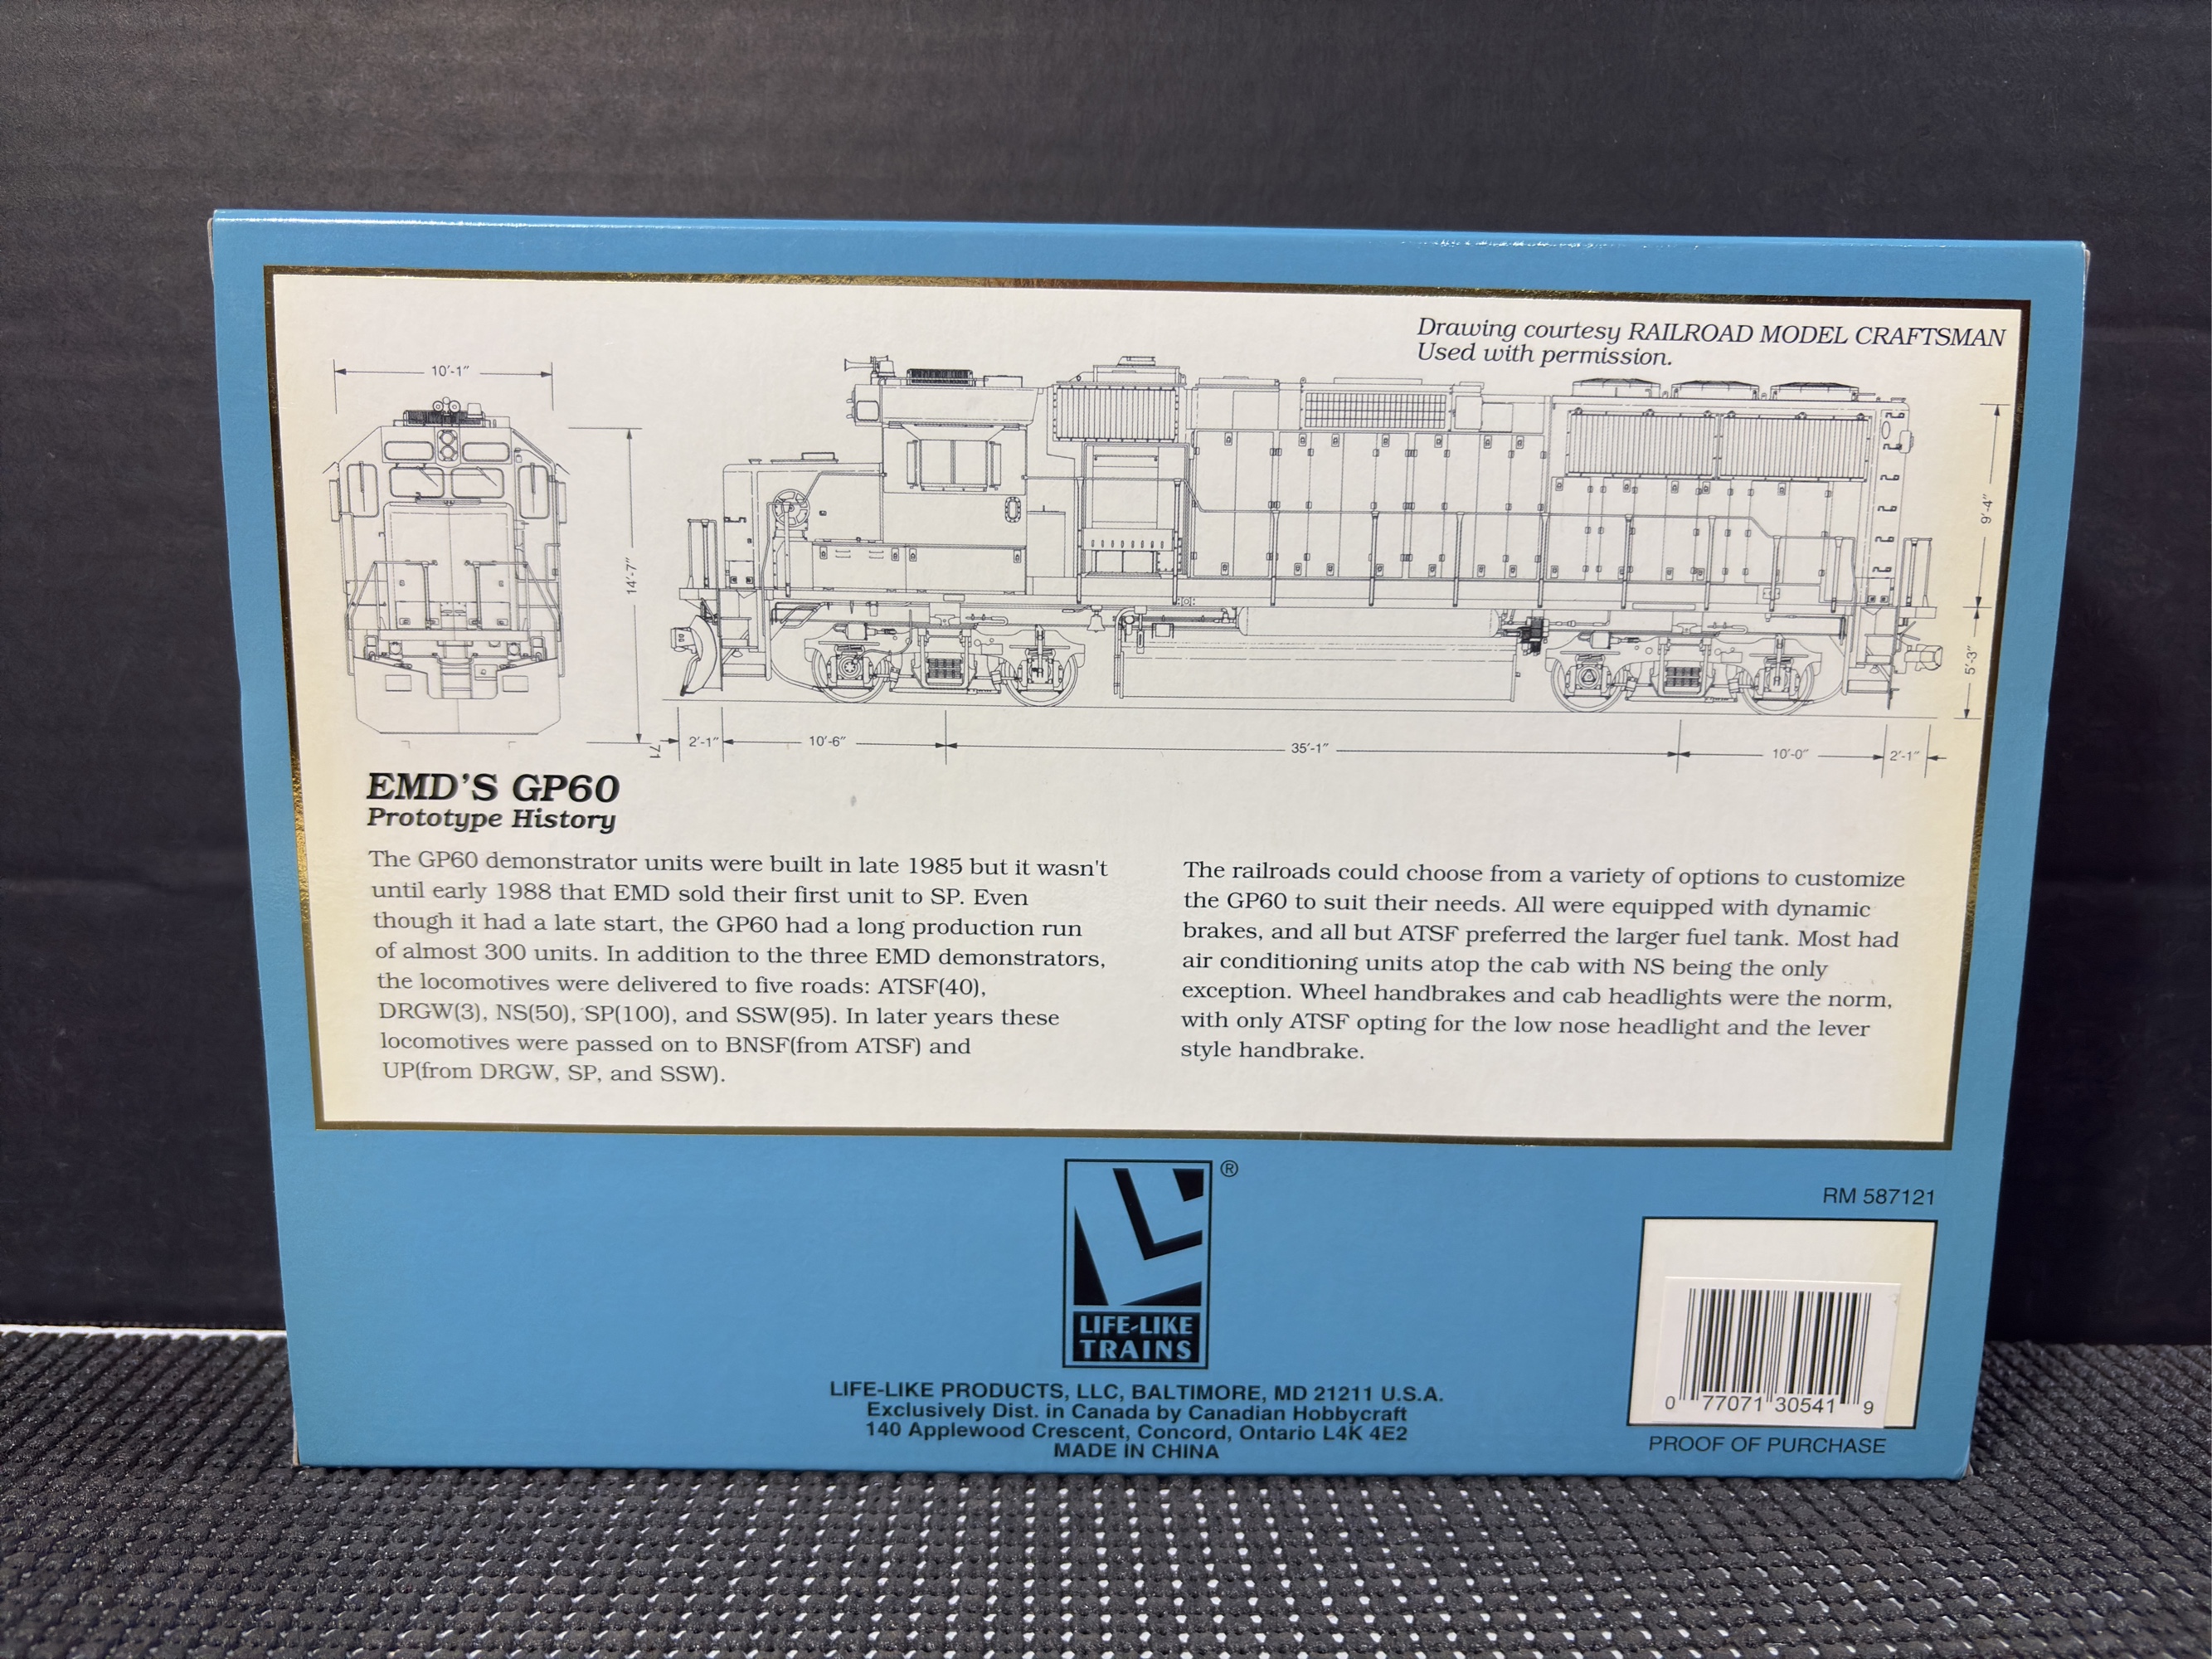 Drawing courtesy RAILROAD MODEL CRAFTSMAN
Used with permission.
10'-1"
14'-7"
9'-4"
5'-3"
71
2'-1"
10'-6"
35'-1"
10'-0"
2'-1"
EMD'S GP60
Prototype History
The GP60 demonstrator units were built in late 1985 but it wasn't
until early 1988 that EMD sold their first unit to SP. Even
though it had a late start, the GP60 had a long production run
of almost 300 units. In addition to the three EMD demonstrators,
the locomotives were delivered to five roads: ATSF(40),
DRGW(3), NS(50), SP(100), and SSW(95). In later years these
locomotives were passed on to BNSF(from ATSF) and
UP(from DRGW, SP, and SSW).
The railroads could choose from a variety of options to customize
the GP60 to suit their needs. All were equipped with dynamic
brakes, and all but ATSF preferred the larger fuel tank. Most had
air conditioning units atop the cab with NS being the only
exception. Wheel handbrakes and cab headlights were the norm,
with only ATSF opting for the low nose headlight and the lever
style handbrake.
®
LIFE-LIKE
TRAINS
LIFE-LIKE PRODUCTS, LLC, BALTIMORE, MD 21211 U.S.A.
Exclusively Dist. in Canada by Canadian Hobbycraft
140 Applewood Crescent, Concord, Ontario L4K 4E2
MADE IN CHINA
RM 587121
0 77071 30541 9
PROOF OF PURCHASE